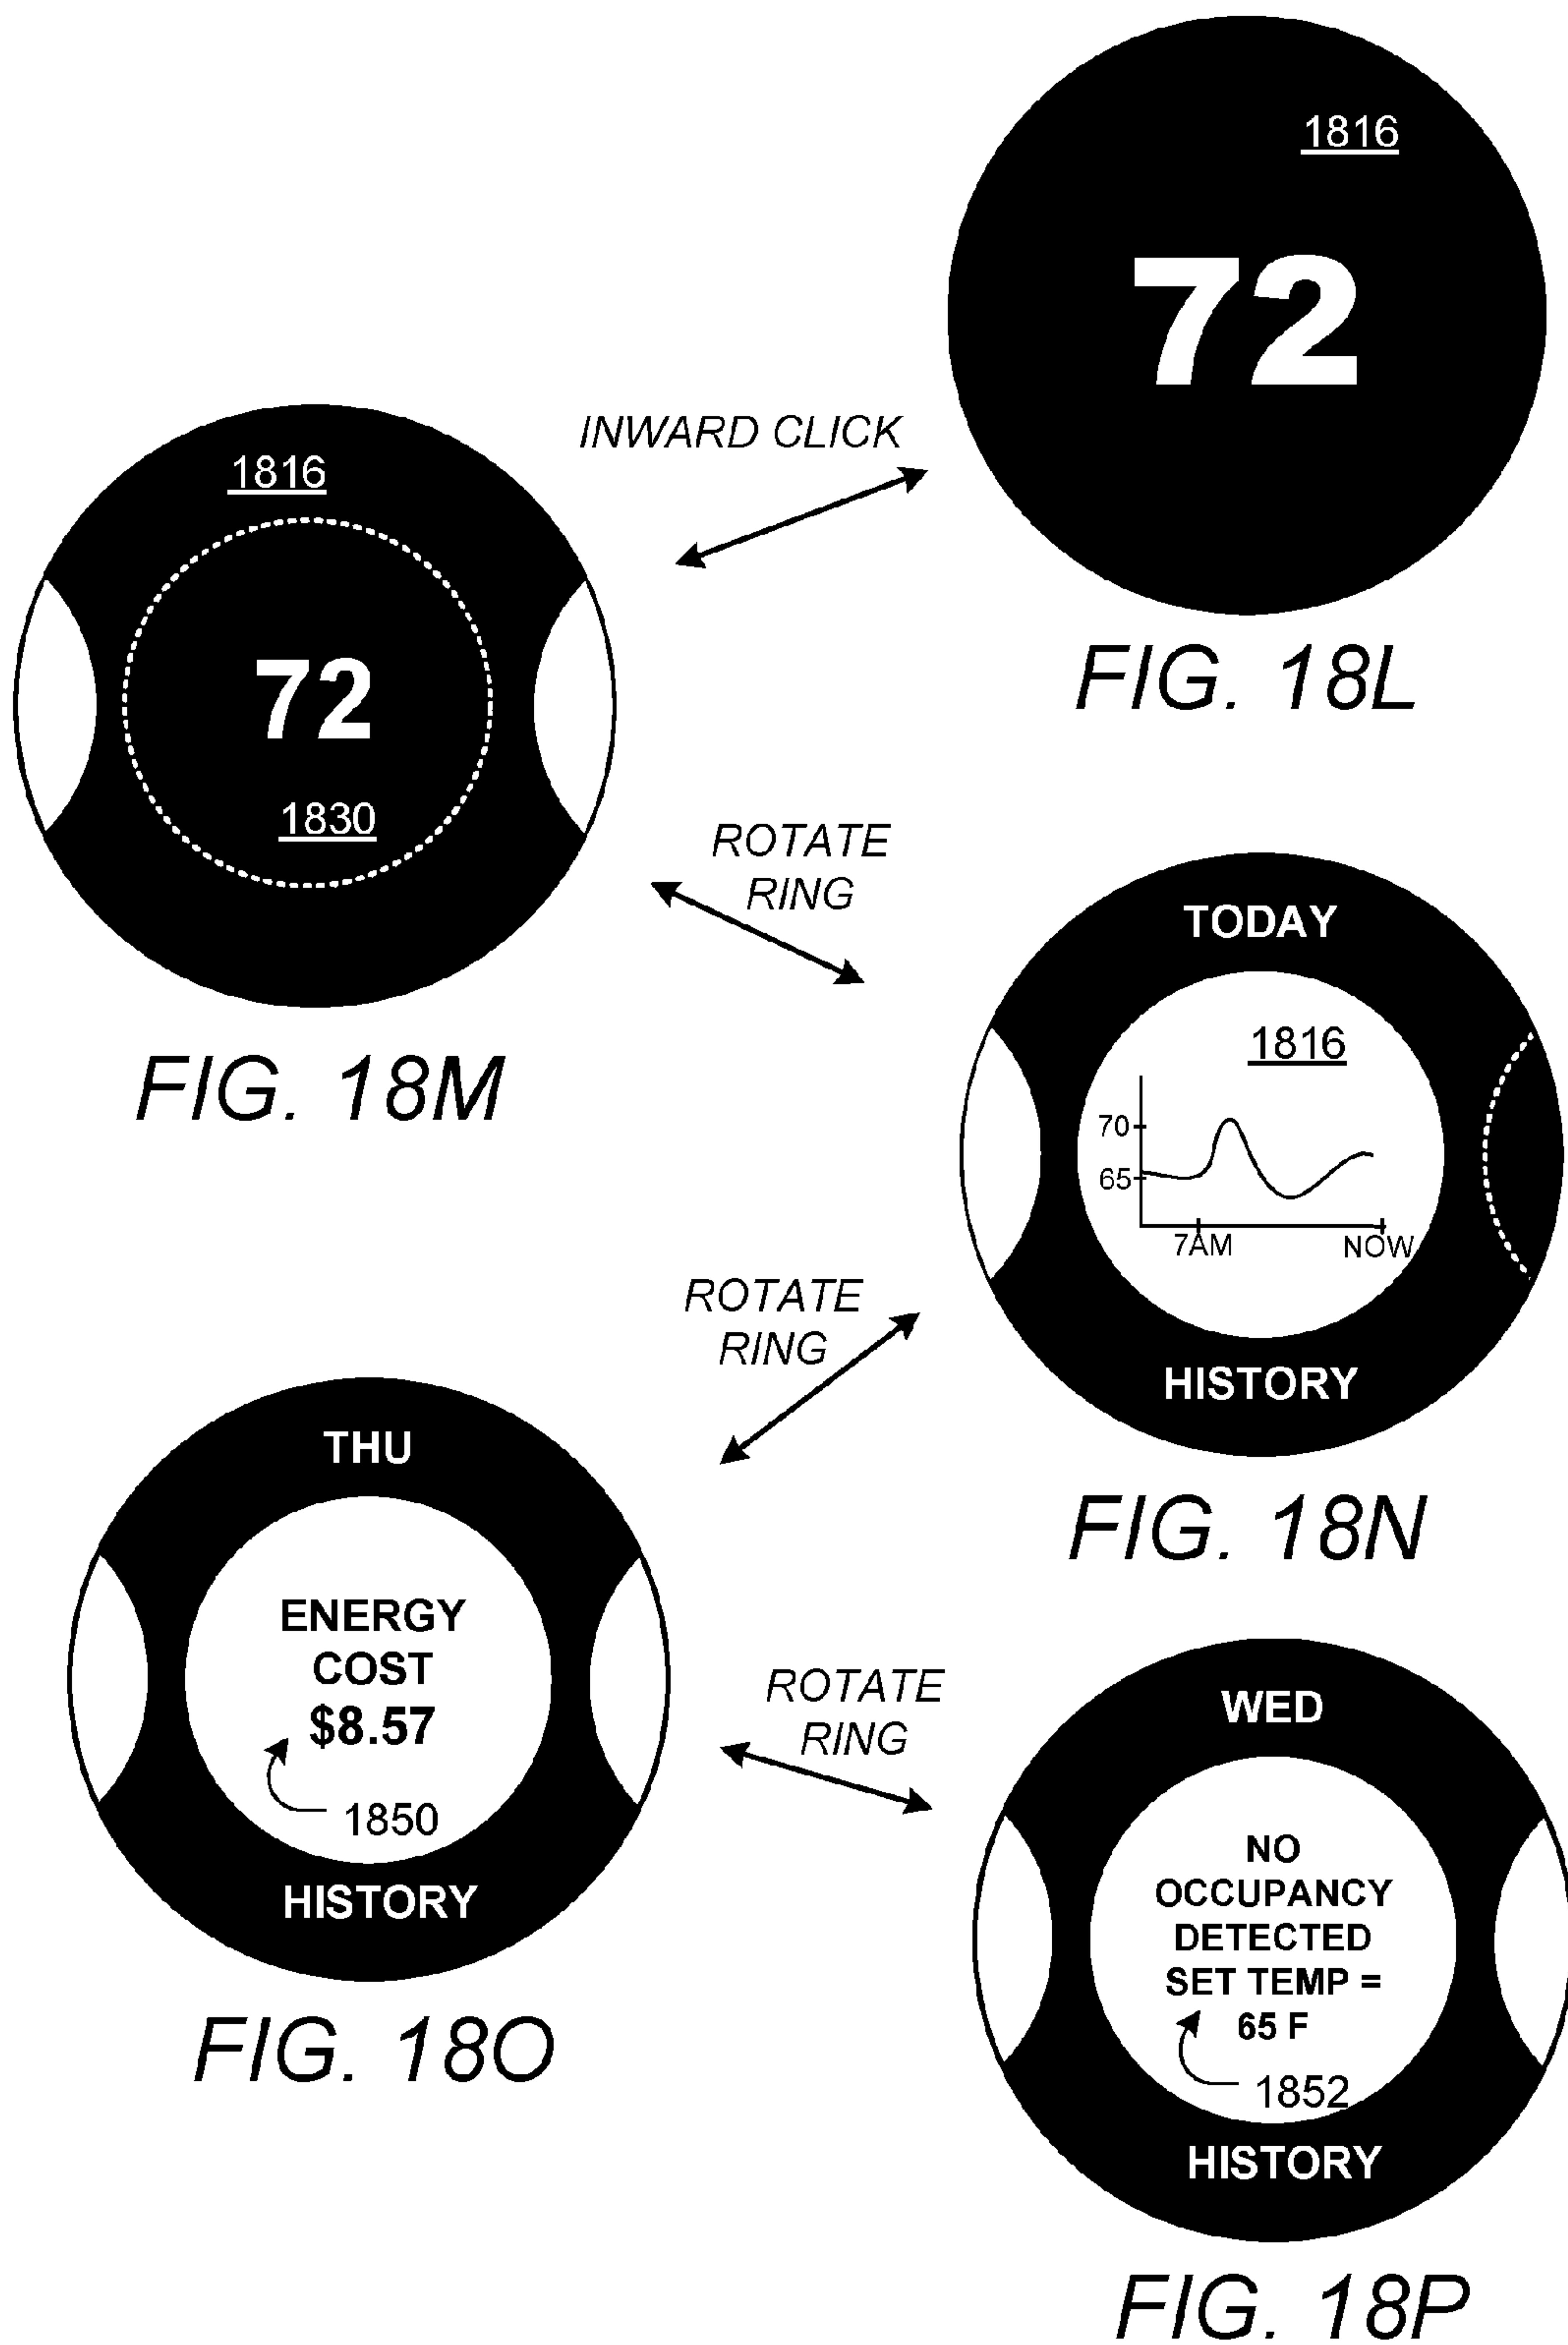 1816
72
FIG. 18L
INWARD CLICK
1816
72
1830
FIG. 18M
ROTATE
RING
TODAY
1816
70
65
7AM
NOW
HISTORY
FIG. 18N
ROTATE
RING
THU
ENERGY
COST
$8.57
1850
HISTORY
FIG. 18O
ROTATE
RING
WED
NO
OCCUPANCY
DETECTED
SET TEMP =
65 F
1852
HISTORY
FIG. 18P